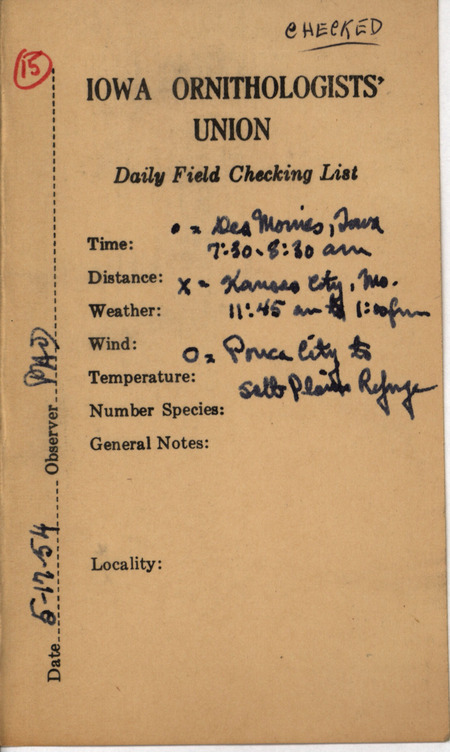 CHECKED
15
IOWA ORNITHOLOGISTS'
UNION
Daily Field Checking List
• = Des Moines, Iowa
Time: 7:30-8:30 am
Distance: x = Kansas City, Mo.
Weather: 11:45 am to 1:00 pm
Wind: O = Ponca City to
Temperature: Salt Plains Refuge
Number Species:
General Notes:
Locality:
Date 5-17-54 Observer PAD